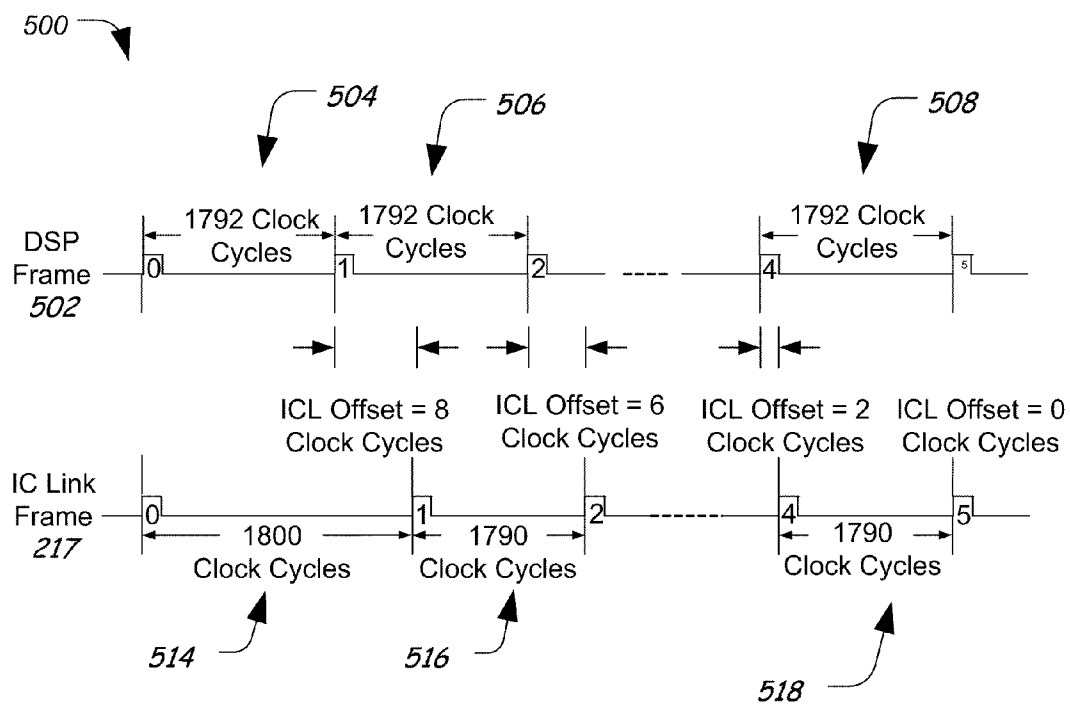 500
504
506
508
1792 Clock
Cycles
1792 Clock
Cycles
1792 Clock
Cycles
DSP
Frame
502
0
1
2
4
5
ICL Offset = 8
Clock Cycles
ICL Offset = 6
Clock Cycles
ICL Offset = 2
Clock Cycles
ICL Offset = 0
Clock Cycles
IC Link
Frame
217
0
1
2
4
5
1800
Clock Cycles
1790
Clock Cycles
1790
Clock Cycles
514
516
518